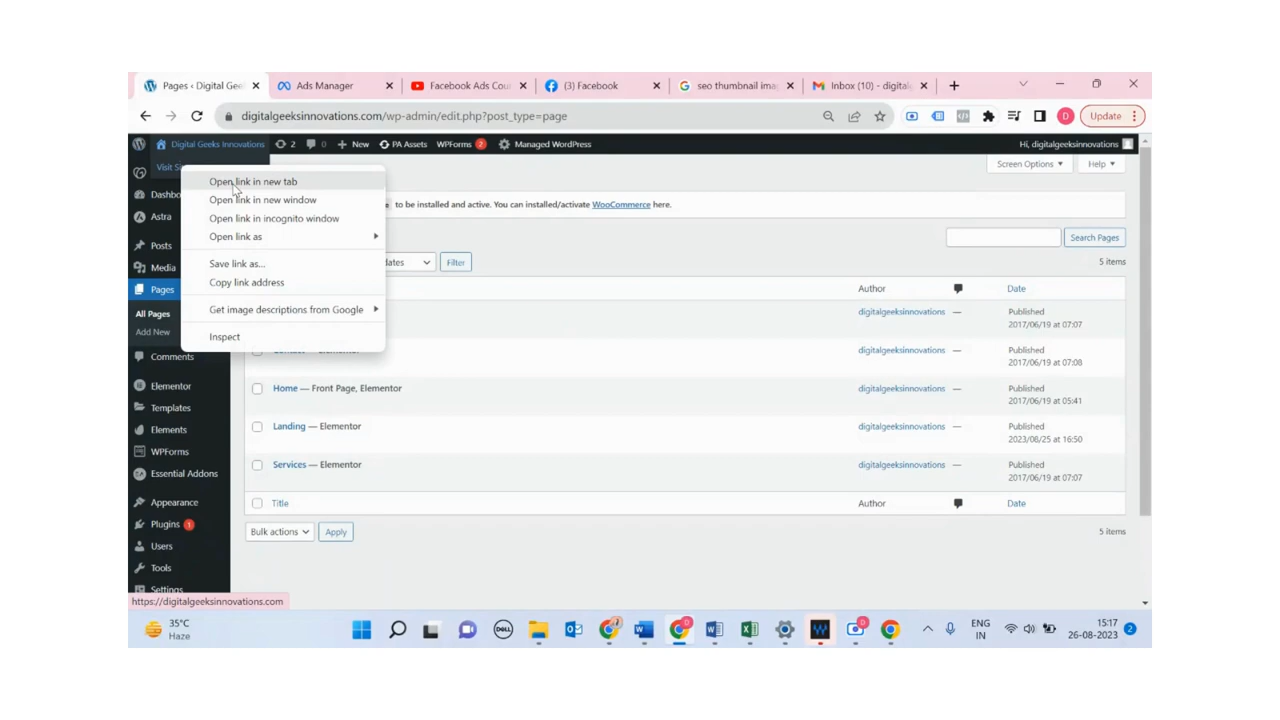 Pages ‹ Digital Gee
Ads Manager
Facebook Ads Cou
(3) Facebook
seo thumbnail ima
Inbox (10) - digital
digitalgeeksinnovations.com/wp-admin/edit.php?post_type=page
D
Update
Digital Geeks Innovations
2
0
New
PA Assets
WPForms 2
Managed WordPress
Hi, digitalgeeksinnovations
Visit Si
Screen Options
Help
Open link in new tab
Open link in new window
Open link in incognito window
Open link as
Save link as...
Copy link address
Get image descriptions from Google
Inspect
Dashbo
Astra
Posts
Media
Pages
All Pages
Add New
Comments
Elementor
Templates
Elements
WPForms
Essential Addons
Appearance
Plugins 1
Users
Tools
Settings
to be installed and active. You can installed/activate WooCommerce here.
Search Pages
dates
Filter
5 items
Author
Date
digitalgeeksinnovations —
Published
2017/06/19 at 07:07
digitalgeeksinnovations —
Published
2017/06/19 at 07:08
Home — Front Page, Elementor
digitalgeeksinnovations —
Published
2017/06/19 at 05:41
Landing — Elementor
digitalgeeksinnovations —
Published
2023/08/25 at 16:50
Services — Elementor
digitalgeeksinnovations —
Published
2017/06/19 at 07:07
Title
Author
Date
Bulk actions
Apply
5 items
https://digitalgeeksinnovations.com
35°C
Haze
DELL
ENG
IN
15:17
26-08-2023
2